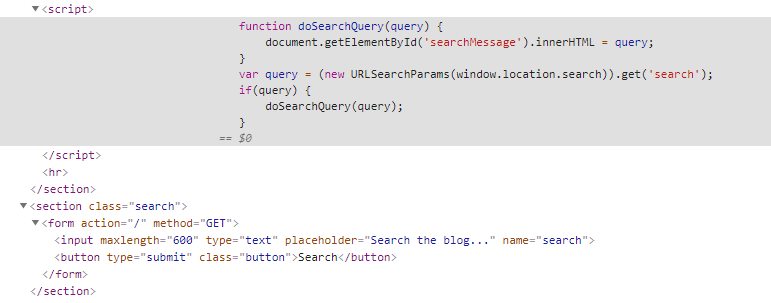 ▼<script>
function doSearchQuery(query) {
document.getElementById('searchMessage').innerHTML = query;
}
var query = (new URLSearchParams(window.location.search)).get('search');
if(query) {
doSearchQuery(query);
}
== $0
</script>
<hr>
</section>
▼<section class="search">
▼<form action="/" method="GET">
<input maxlength="600" type="text" placeholder="Search the blog..." name="search">
<button type="submit" class="button">Search</button>
</form>
</section>